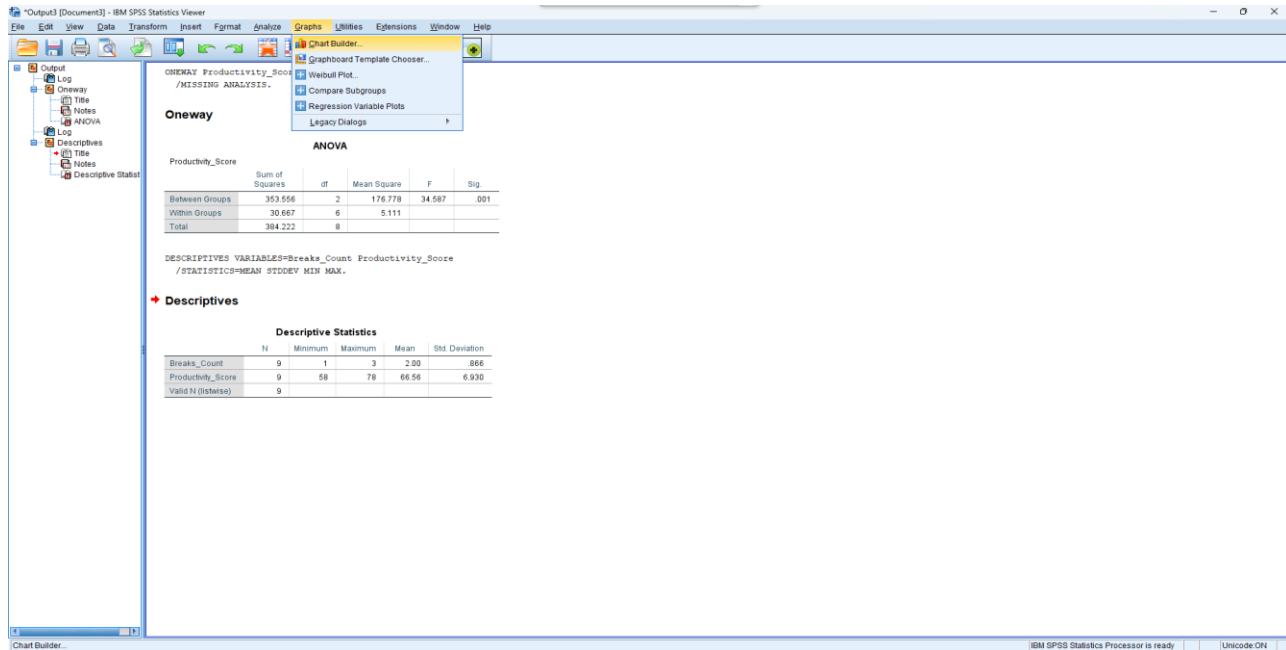 *Output3 [Document3] - IBM SPSS Statistics Viewer
File Edit View Data Transform Insert Format Analyze Graphs Utilities Extensions Window Help
Chart Builder...
Graphboard Template Chooser...
Weibull Plot...
Compare Subgroups
Regression Variable Plots
Legacy Dialogs
Output
Log
Oneway
Title
Notes
ANOVA
Log
Descriptives
Title
Notes
Descriptive Statist
ONEWAY Productivity_Scor
/MISSING ANALYSIS.
Oneway
ANOVA
Productivity_Score
Sum of Squares df Mean Square F Sig.
Between Groups 353.556 2 176.778 34.587 .001
Within Groups 30.667 6 5.111
Total 384.222 8
DESCRIPTIVES VARIABLES=Breaks_Count Productivity_Score
/STATISTICS=MEAN STDDEV MIN MAX.
Descriptives
Descriptive Statistics
N Minimum Maximum Mean Std. Deviation
Breaks_Count 9 1 3 2.00 .866
Productivity_Score 9 58 78 66.56 6.930
Valid N (listwise) 9
Chart Builder... IBM SPSS Statistics Processor is ready Unicode:ON